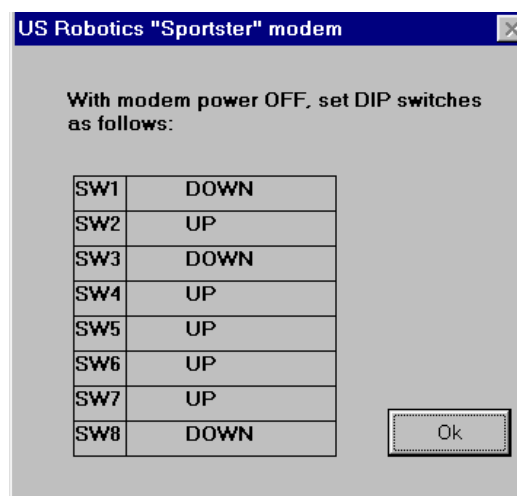 US Robotics "Sportster" modem
With modem power OFF, set DIP switches
as follows:
SW1 DOWN
SW2 UP
SW3 DOWN
SW4 UP
SW5 UP
SW6 UP
SW7 UP
SW8 DOWN
Ok